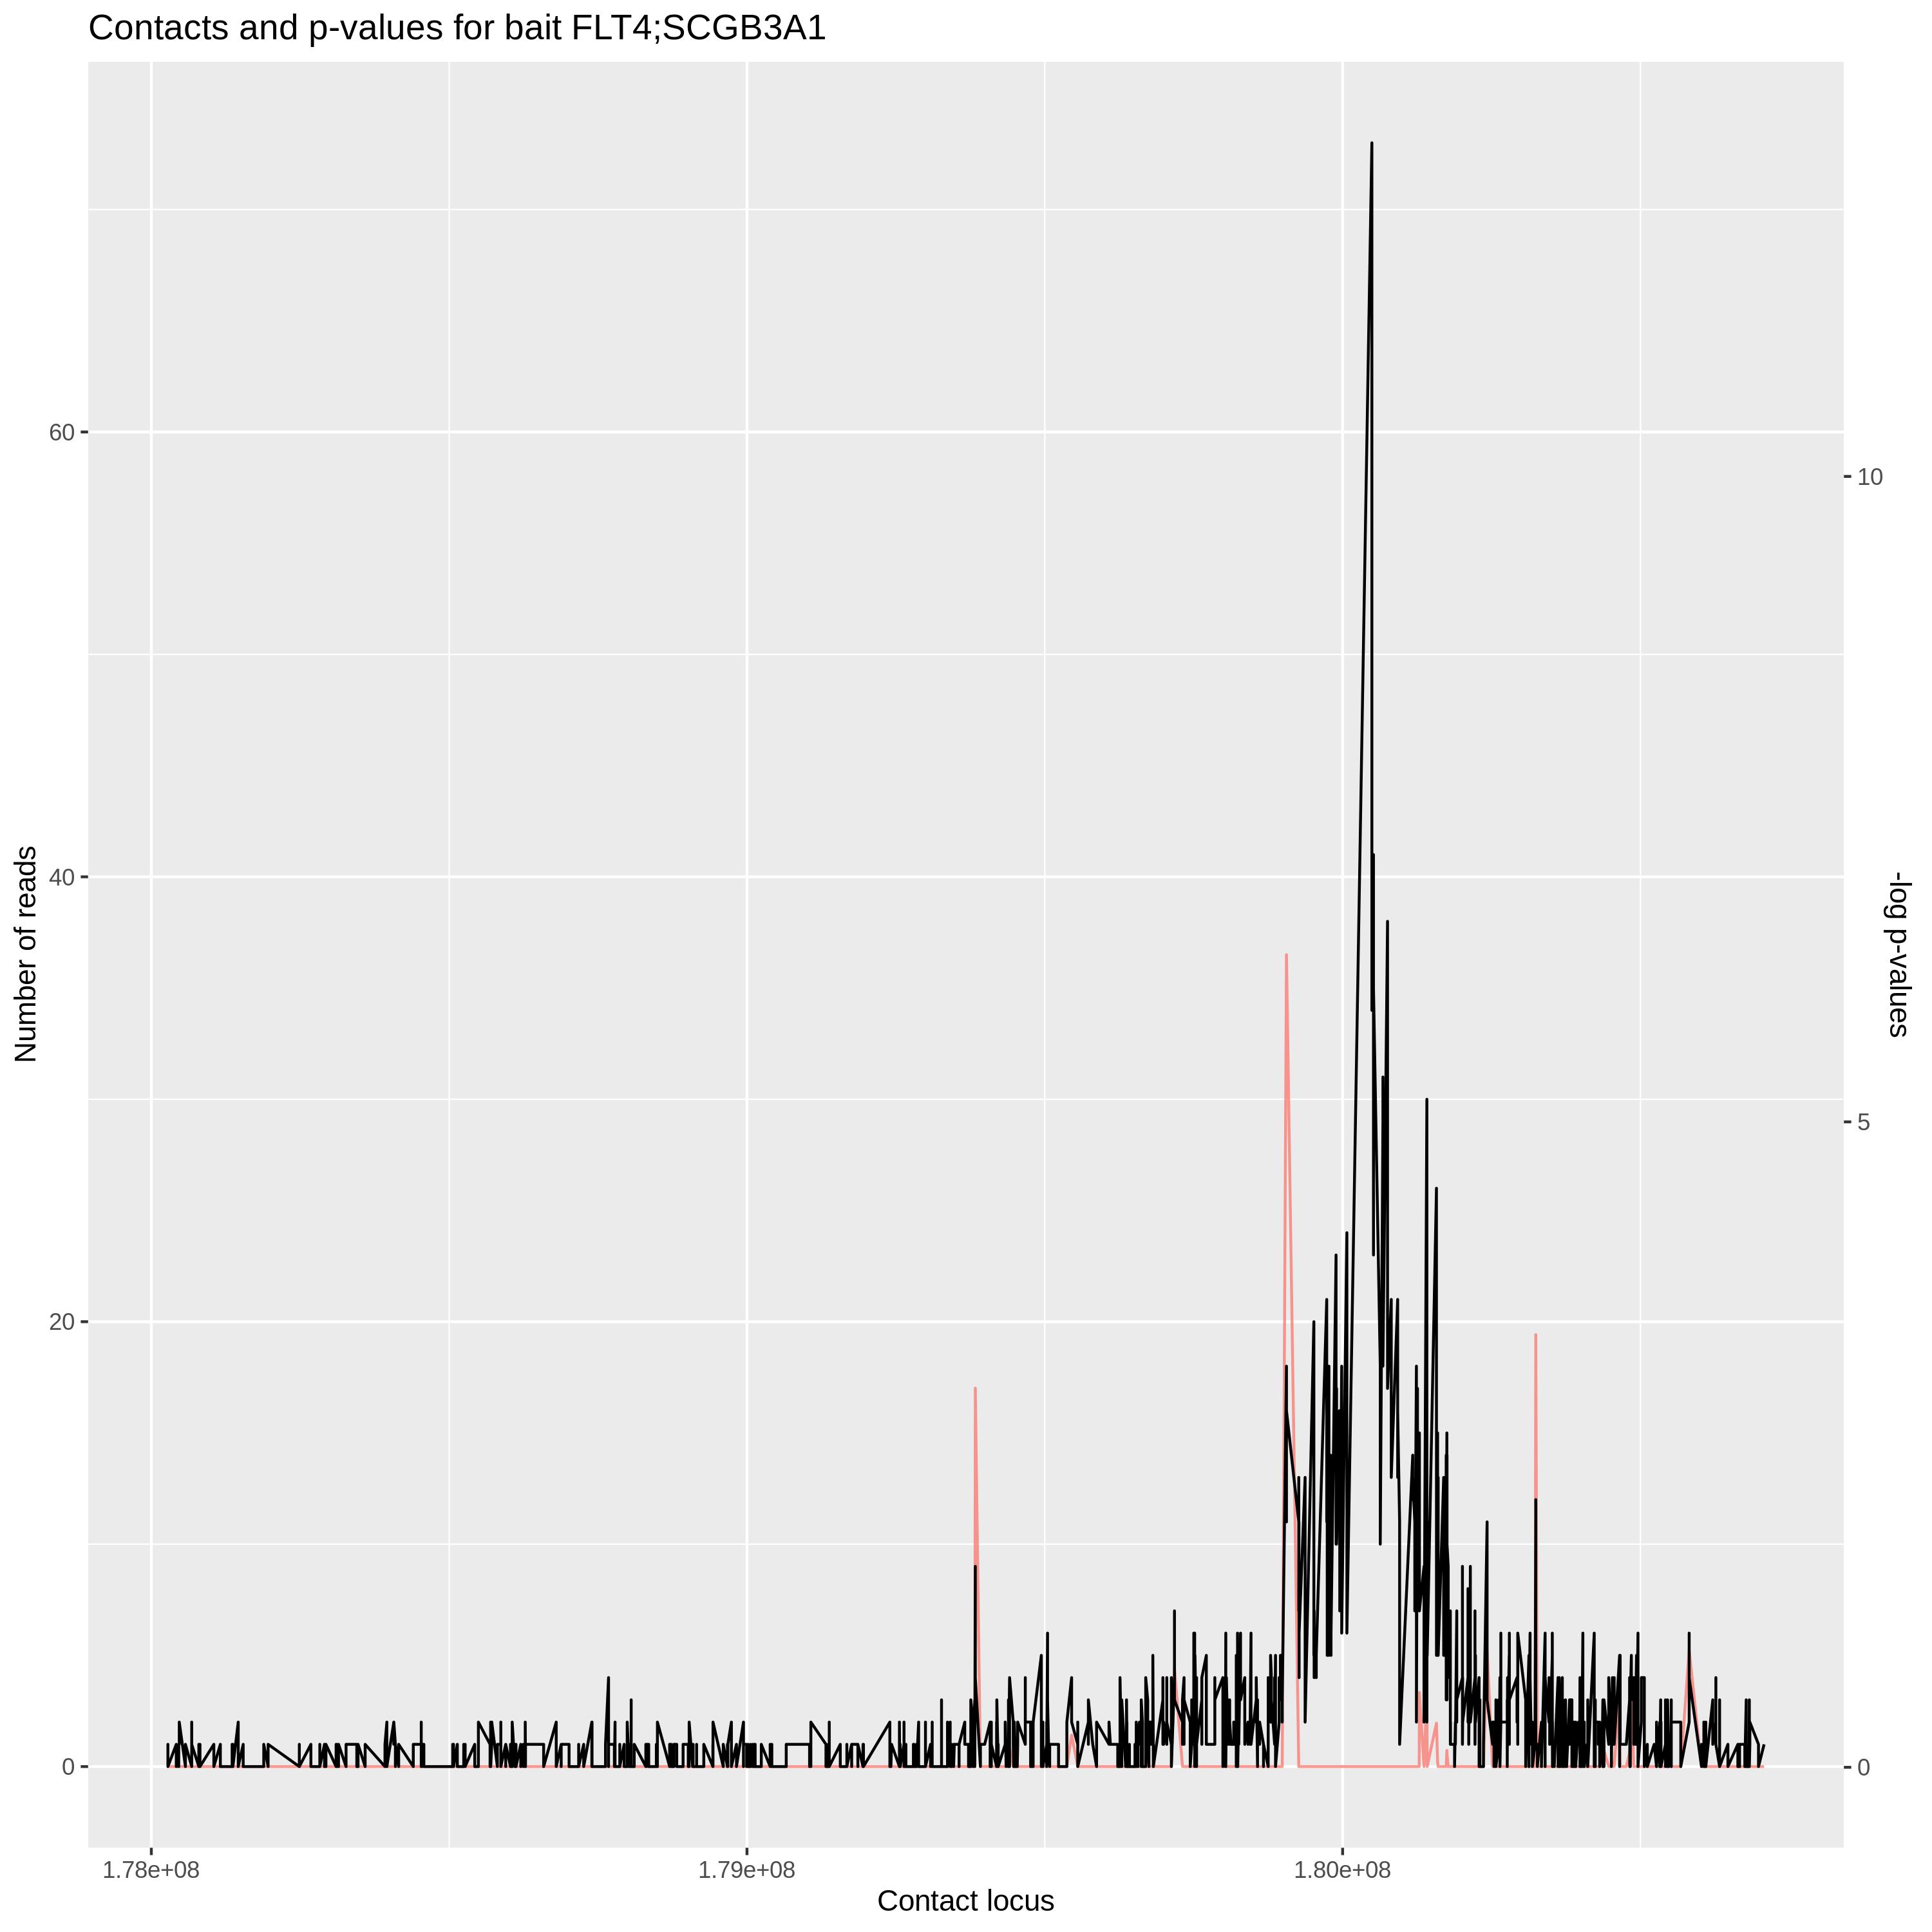 Contacts and p-values for bait FLT4;SCGB3A1
60
40
20
0
Number of reads
10
5
0
-log p-values
1.78e+08 1.79e+08 1.80e+08
Contact locus